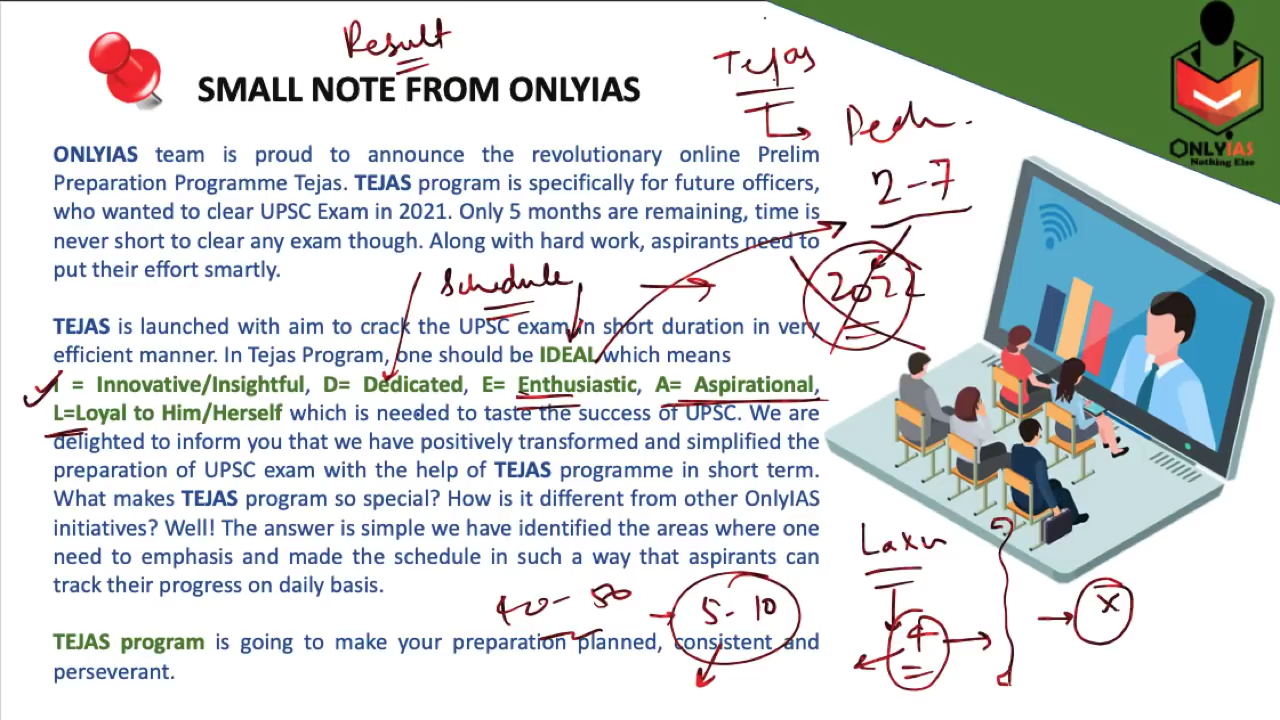 Result
SMALL NOTE FROM ONLYIAS
Tejas
2-7
ONLYIAS
Nothing Else
ONLYIAS team is proud to announce the revolutionary online Prelim
Preparation Programme Tejas. TEJAS program is specifically for future officers,
who wanted to clear UPSC Exam in 2021. Only 5 months are remaining, time is
never short to clear any exam though. Along with hard work, aspirants need to
put their effort smartly.
Schedule
2022
TEJAS is launched with aim to crack the UPSC exam in short duration in very
efficient manner. In Tejas Program, one should be IDEAL which means
I = Innovative/Insightful, D= Dedicated, E= Enthusiastic, A= Aspirational,
L=Loyal to Him/Herself which is needed to taste the success of UPSC. We are
delighted to inform you that we have positively transformed and simplified the
preparation of UPSC exam with the help of TEJAS programme in short term.
What makes TEJAS program so special? How is it different from other OnlyIAS
initiatives? Well! The answer is simple we have identified the areas where one
need to emphasis and made the schedule in such a way that aspirants can
track their progress on daily basis.
40-50
5-10
4
x
TEJAS program is going to make your preparation planned, consistent and
perseverant.